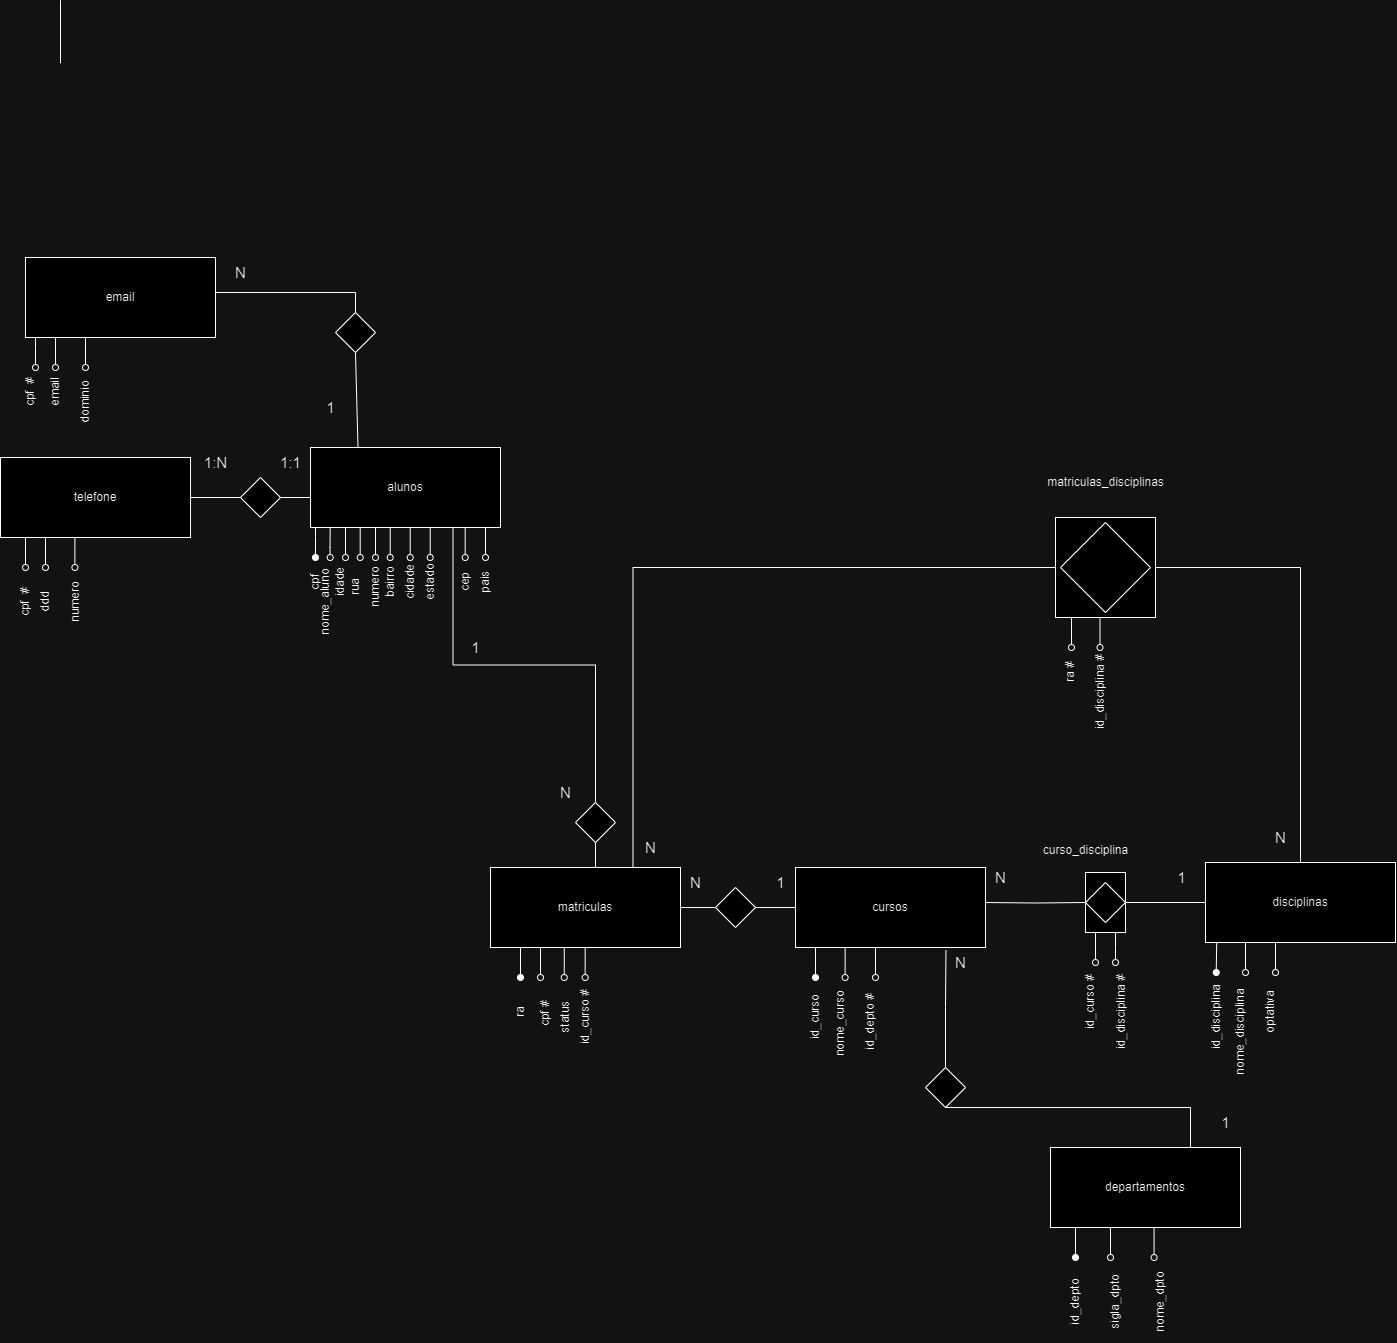 N
email
cpf #
email
dominio
1
1:N
1:1
telefone
alunos
cpf #
ddd
numero
cpf
nome_aluno
idade
rua
numero
bairro
cidade
estado
cep
pais
matriculas_disciplinas
ra #
id_disciplina #
1
N
N
N
N
1
matriculas
cursos
curso_disciplina
N
1
disciplinas
ra
cpf #
status
id_curso #
id_curso
nome_curso
id_depto #
N
id_curso #
id_disciplina #
id_disciplina
nome_disciplina
optativa
1
departamentos
id_depto
sigla_dpto
nome_dpto